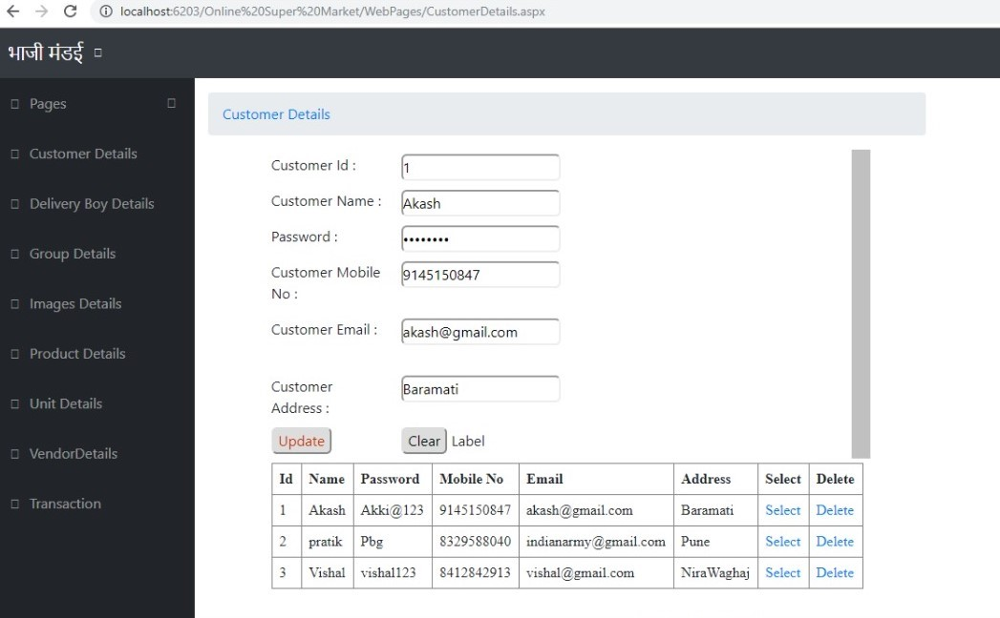 localhost:6203/Online%20Super%20Market/WebPages/CustomerDetails.aspx
भाजी मंडई
Pages
Customer Details
Delivery Boy Details
Group Details
Images Details
Product Details
Unit Details
VendorDetails
Transaction
Customer Details
Customer Id : 1
Customer Name : Akash
Password : ••••••••
Customer Mobile 9145150847
No :
Customer Email : akash@gmail.com
Customer Baramati
Address :
Update Clear Label
Id Name Password Mobile No Email Address Select Delete
1 Akash Akki@123 9145150847 akash@gmail.com Baramati Select Delete
2 pratik Pbg 8329588040 indianarmy@gmail.com Pune Select Delete
3 Vishal vishal123 8412842913 vishal@gmail.com NiraWaghaj Select Delete